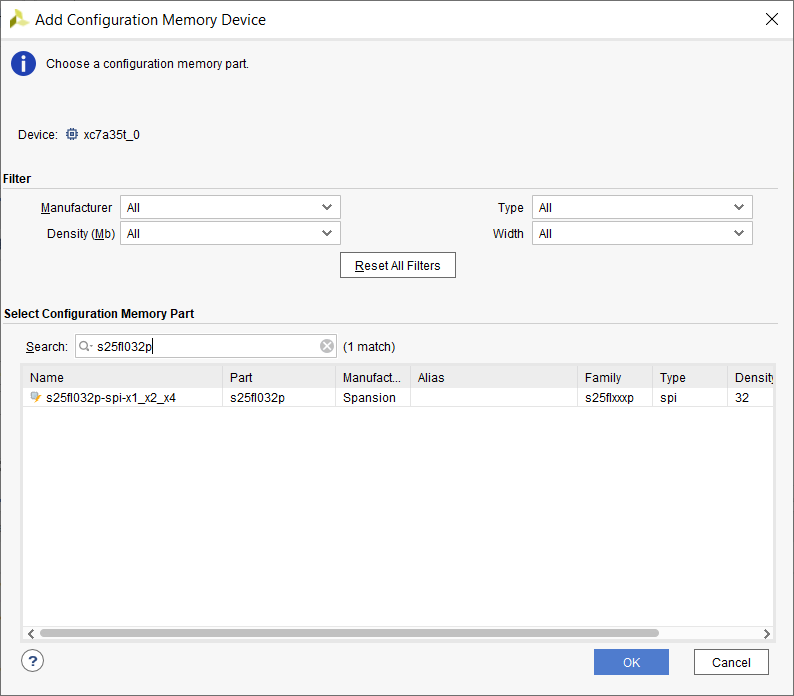 Add Configuration Memory Device
Choose a configuration memory part.
Device: xc7a35t_0
Filter
Manufacturer All Type All
Density (Mb) All Width All
Reset All Filters
Select Configuration Memory Part
Search: s25fl032p (1 match)
Name Part Manufact... Alias Family Type Density
s25fl032p-spi-x1_x2_x4 s25fl032p Spansion s25flxxxp spi 32
? OK Cancel